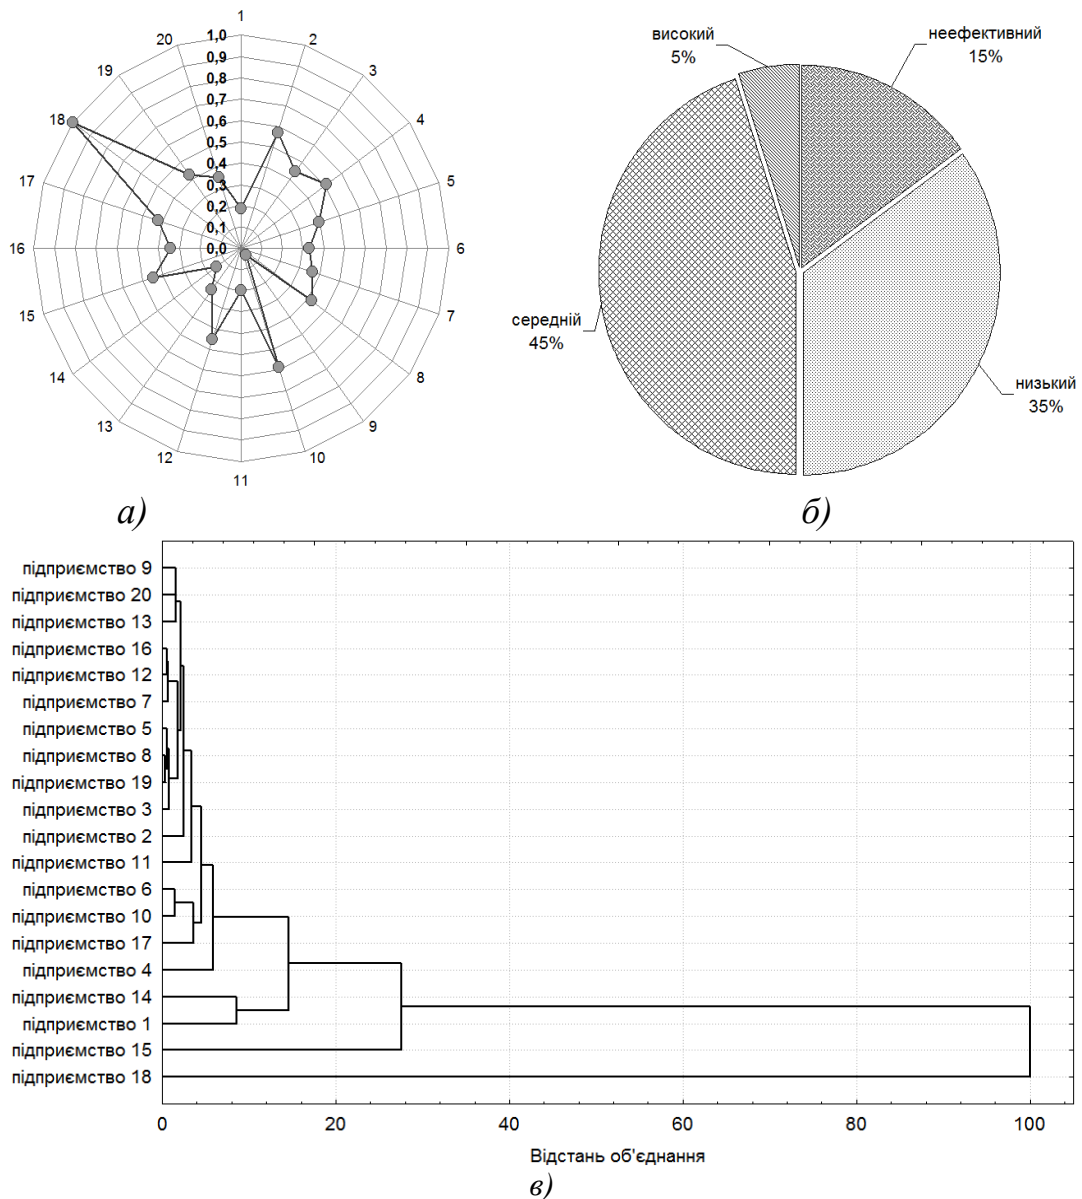 1
2
3
4
5
6
7
8
9
10
11
12
13
14
15
16
17
18
19
20
1,0
0,9
0,8
0,7
0,6
0,5
0,4
0,3
0,2
0,1
0,0
а)
високий
5%
неефективний
15%
середній
45%
низький
35%
б)
підприємство 9
підприємство 20
підприємство 13
підприємство 16
підприємство 12
підприємство 7
підприємство 5
підприємство 8
підприємство 19
підприємство 3
підприємство 2
підприємство 11
підприємство 6
підприємство 10
підприємство 17
підприємство 4
підприємство 14
підприємство 1
підприємство 15
підприємство 18
0 20 40 60 80 100
Відстань об'єднання
в)